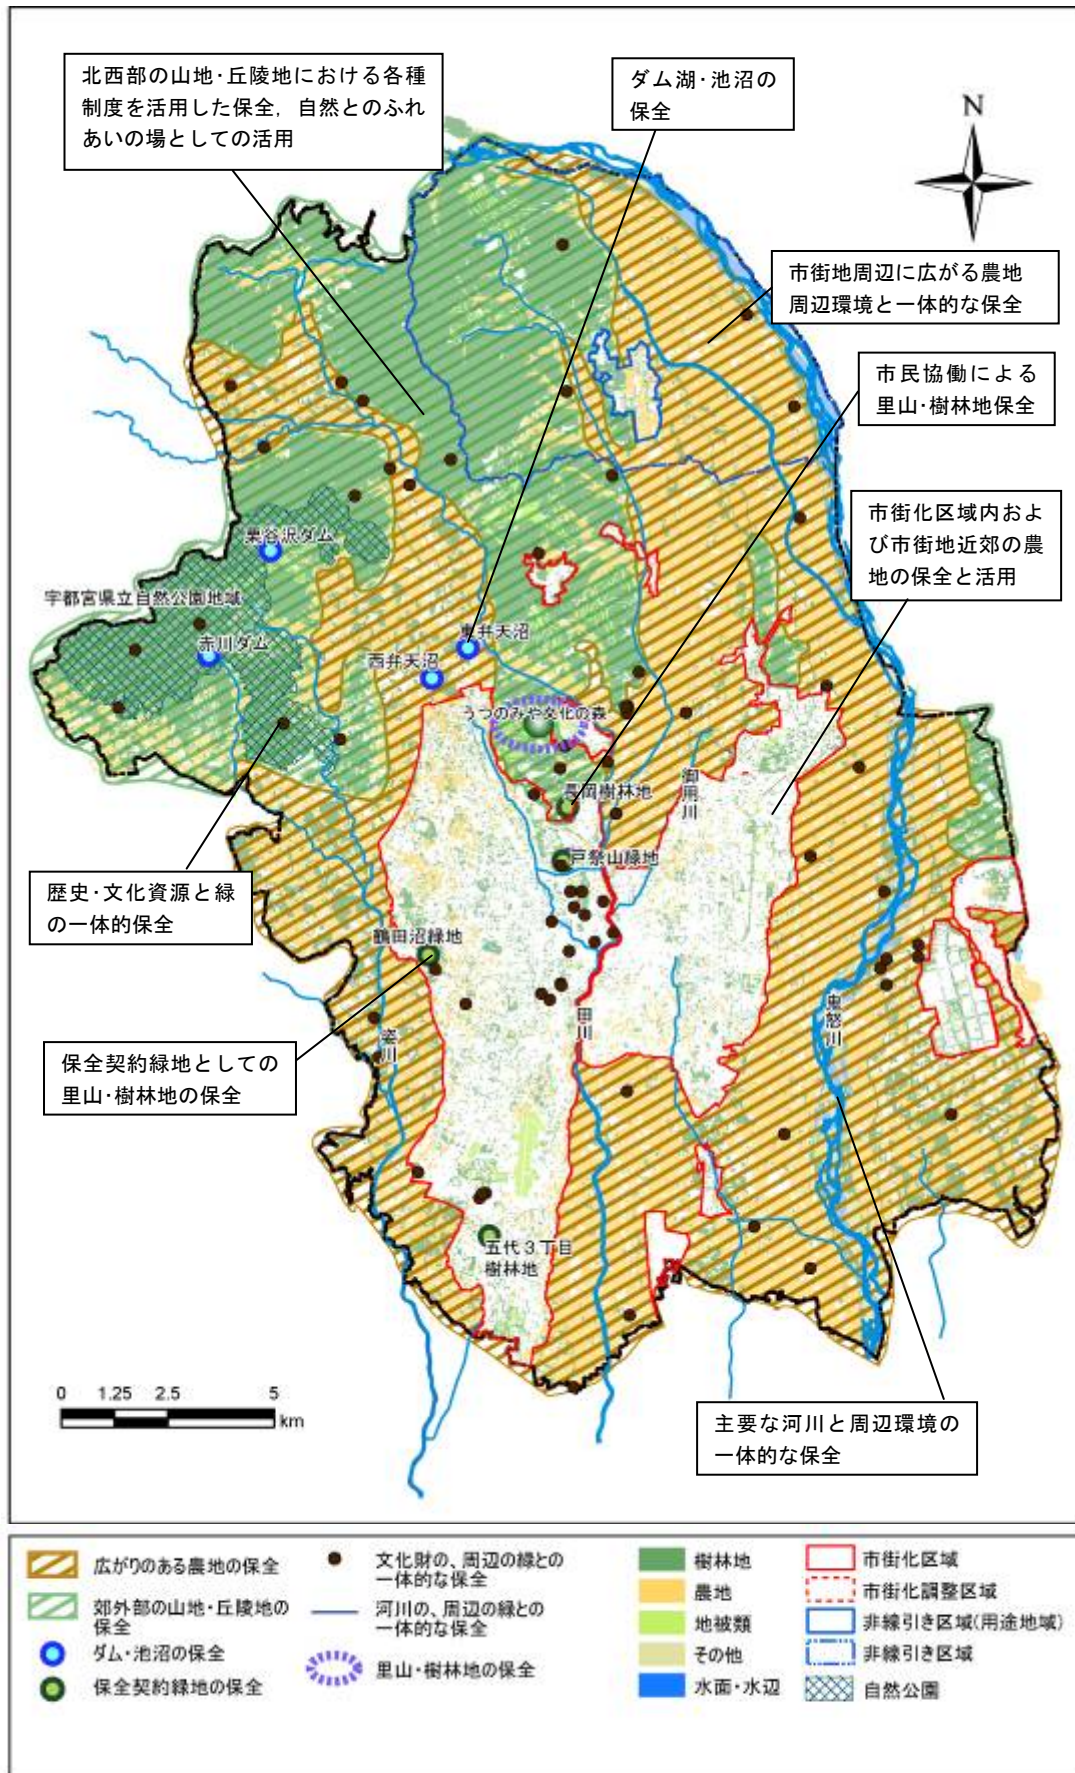 北西部の山地・丘陵地における各種
制度を活用した保全，自然とのふれ
あいの場としての活用
ダム湖・池沼の
保全
N
市街地周辺に広がる農地
周辺環境と一体的な保全
市民協働による
里山・樹林地保全
市街化区域内およ
び市街地近郊の農
地の保全と活用
栗谷沢ダム
宇都宮県立自然公園地域
赤川ダム
東弁天沼
西弁天沼
うつのみや文化の森
長岡樹林地
御用川
戸祭山緑地
歴史・文化資源と緑
の一体的保全
鶴田沼緑地
田川
姿川
鬼怒川
保全契約緑地としての
里山・樹林地の保全
五代３丁目
樹林地
0 1.25 2.5 5
km
主要な河川と周辺環境の
一体的な保全
広がりのある農地の保全
郊外部の山地・丘陵地の
保全
ダム・池沼の保全
保全契約緑地の保全
文化財の、周辺の緑との
一体的な保全
河川の、周辺の緑との
一体的な保全
里山・樹林地の保全
樹林地
農地
地被類
その他
水面・水辺
市街化区域
市街化調整区域
非線引き区域(用途地域)
非線引き区域
自然公園